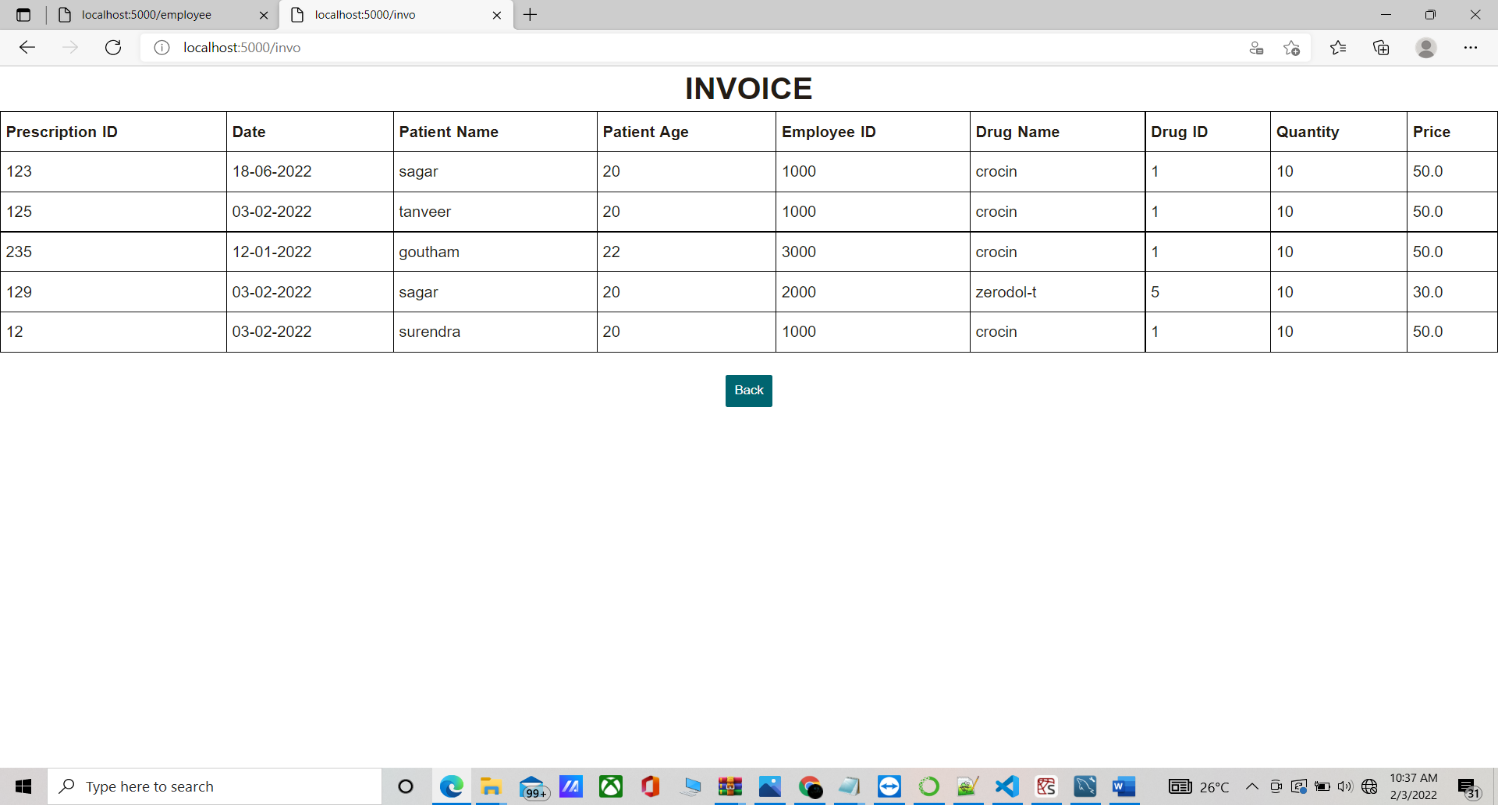 localhost:5000/employee
localhost:5000/invo
localhost:5000/invo
INVOICE
Prescription ID Date Patient Name Patient Age Employee ID Drug Name Drug ID Quantity Price
123 18-06-2022 sagar 20 1000 crocin 1 10 50.0
125 03-02-2022 tanveer 20 1000 crocin 1 10 50.0
235 12-01-2022 goutham 22 3000 crocin 1 10 50.0
129 03-02-2022 sagar 20 2000 zerodol-t 5 10 30.0
12 03-02-2022 surendra 20 1000 crocin 1 10 50.0
Back
Type here to search
99+
W
26°C
10:37 AM
2/3/2022
31